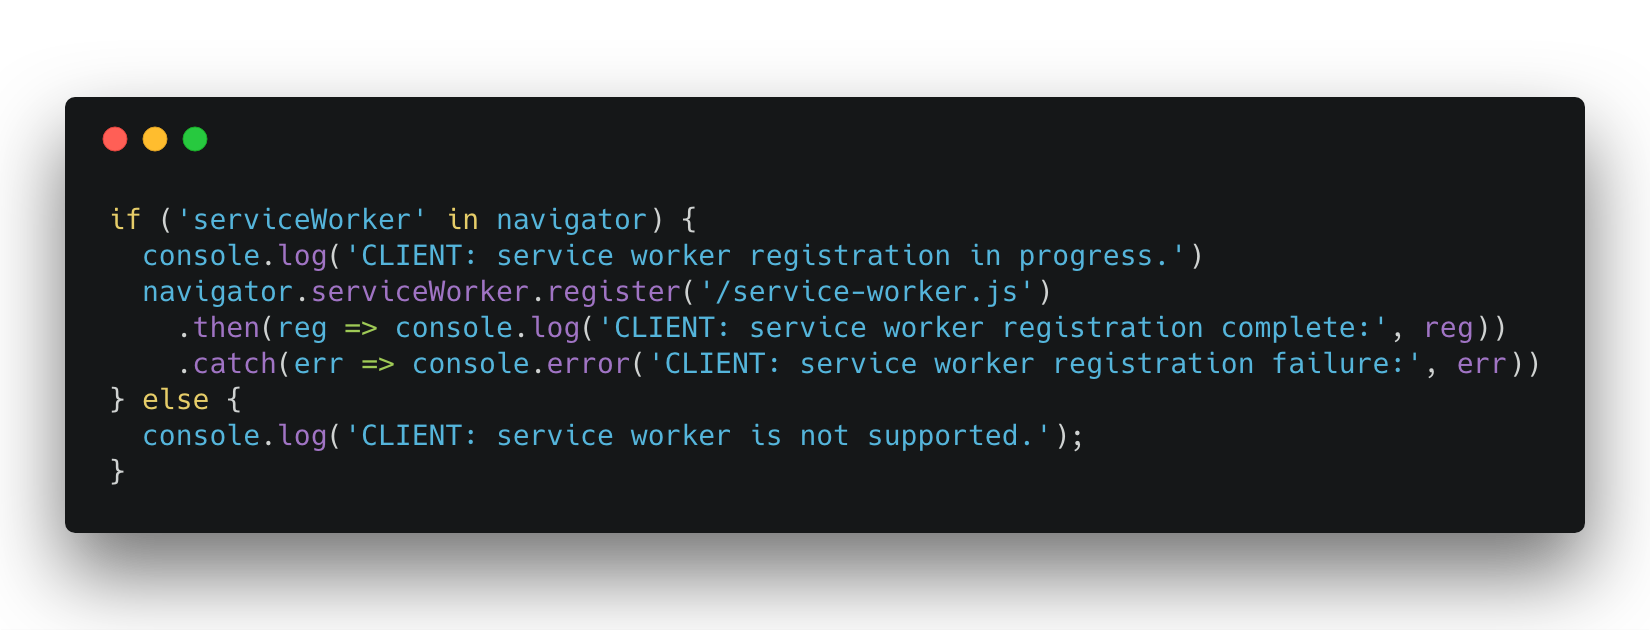 if ('serviceWorker' in navigator) {
  console.log('CLIENT: service worker registration in progress.')
  navigator.serviceWorker.register('/service-worker.js')
    .then(reg => console.log('CLIENT: service worker registration complete:', reg))
    .catch(err => console.error('CLIENT: service worker registration failure:', err))
} else {
  console.log('CLIENT: service worker is not supported.');
}